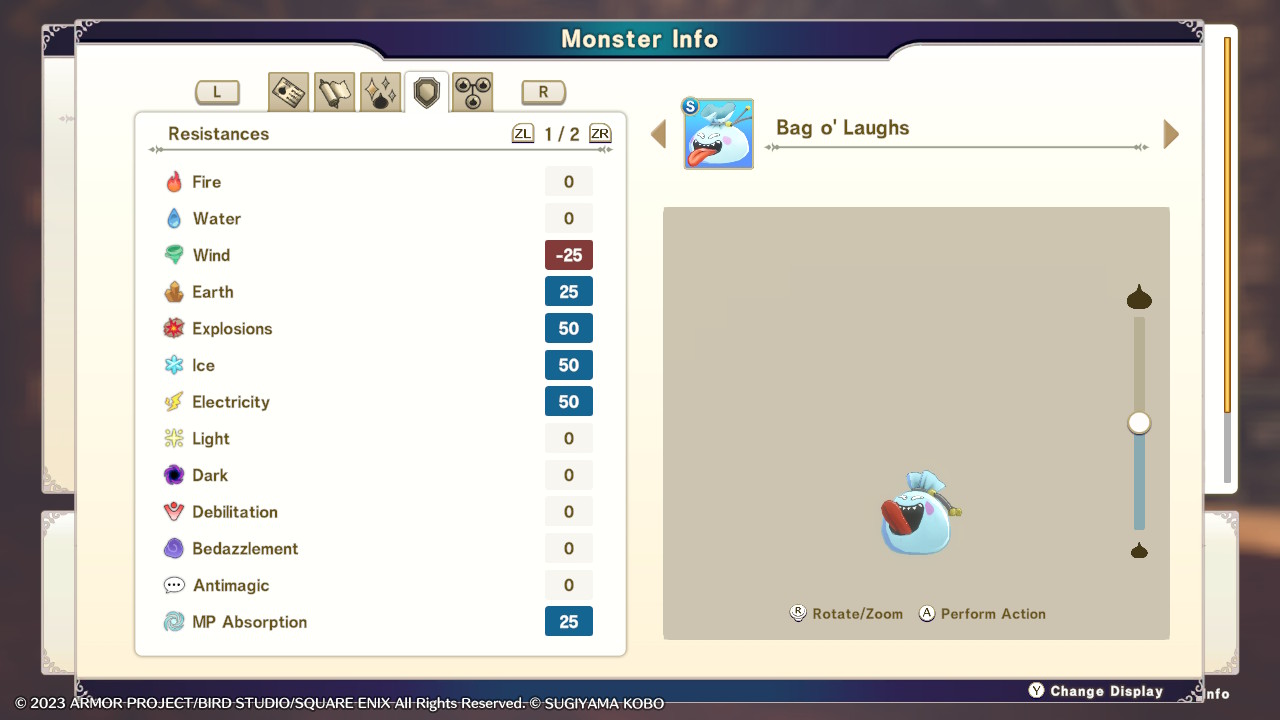 Monster Info
L
R
Resistances
ZL 1 / 2 ZR
S
Bag o' Laughs
Fire 0
Water 0
Wind -25
Earth 25
Explosions 50
Ice 50
Electricity 50
Light 0
Dark 0
Debilitation 0
Bedazzlement 0
Antimagic 0
MP Absorption 25
R Rotate/Zoom A Perform Action
Y Change Display
nfo
© 2023 ARMOR PROJECT/BIRD STUDIO/SQUARE ENIX All Rights Reserved. © SUGIYAMA KOBO